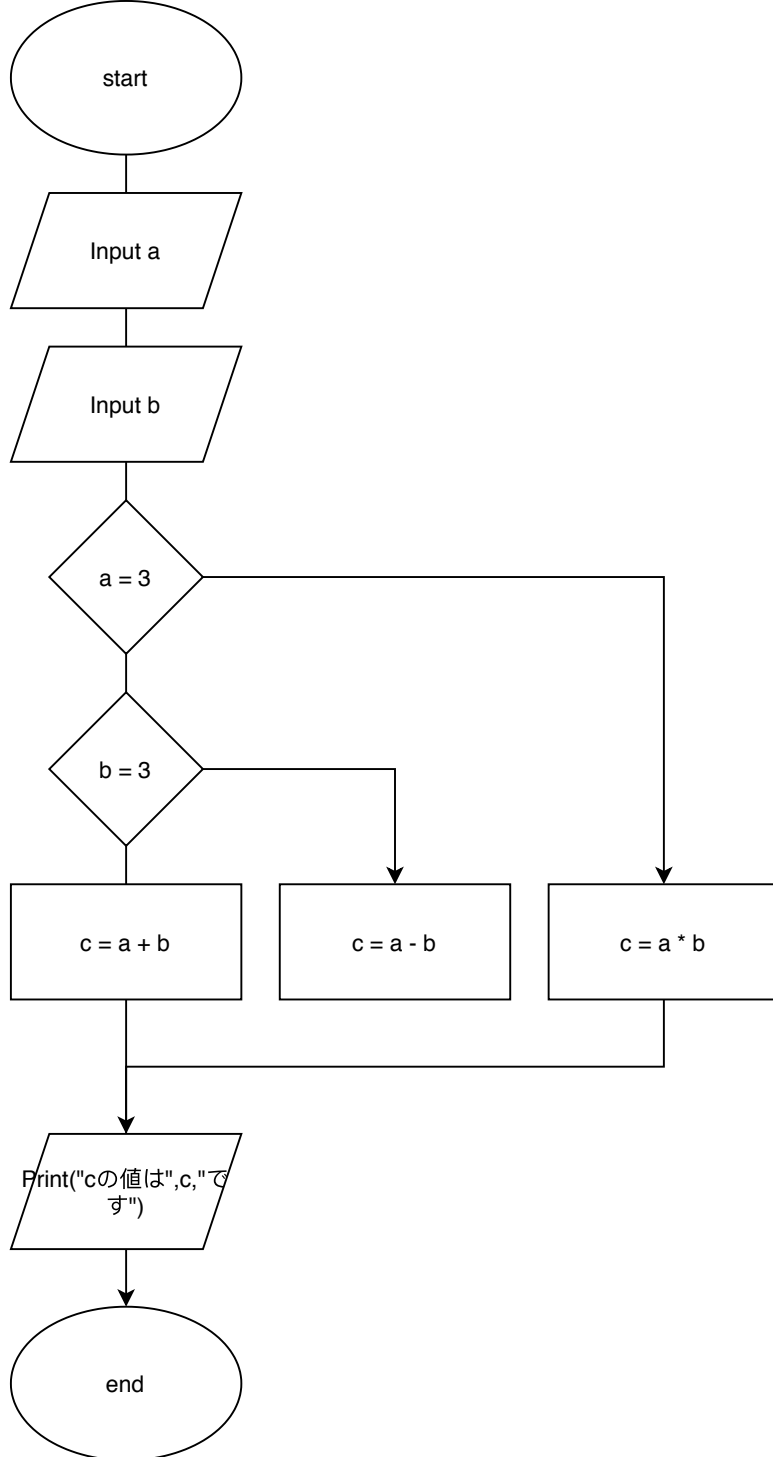 start
Input a
Input b
a = 3
b = 3
c = a + b
c = a - b
c = a * b
Print("cの値は",c,"で
す")
end